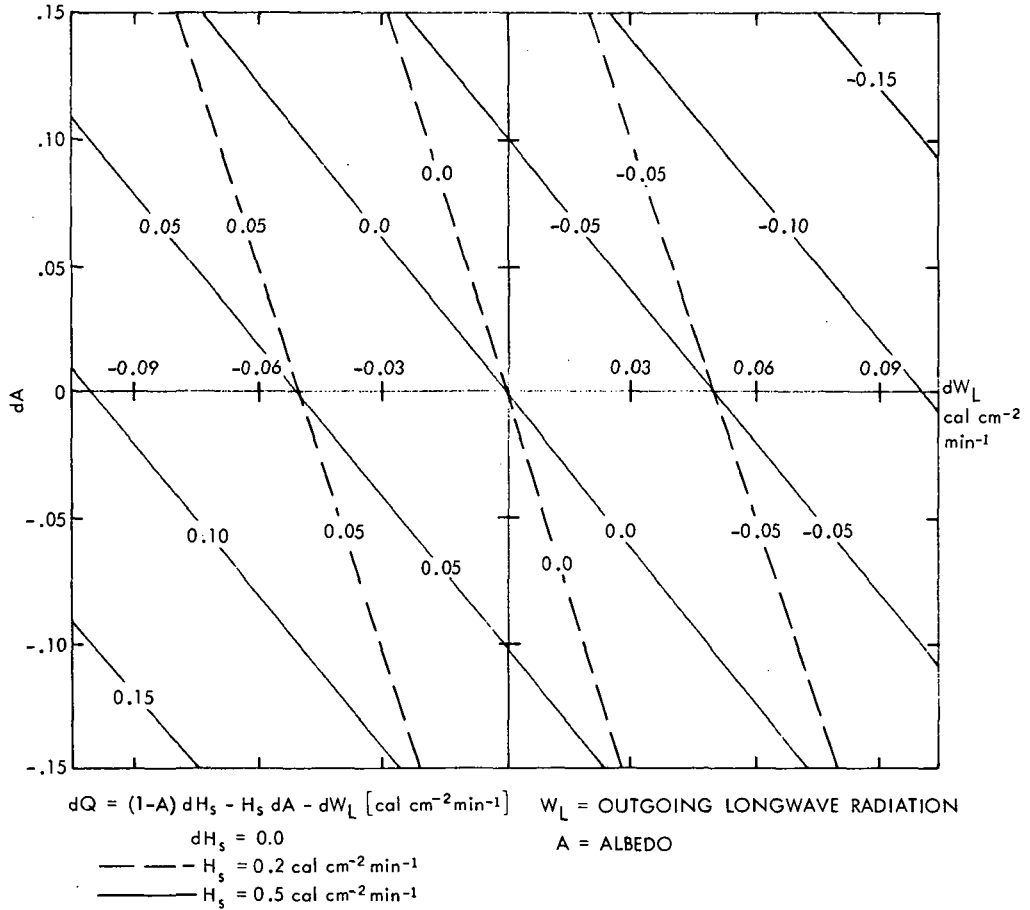 .15
-0.15
.10
0.0
-0.05
0.05
0.05
0.0
-0.05
-0.10
.05
-0.09
-0.06
-0.03
0.03
0.06
0.09
0
dA
dW_L
cal cm⁻²
min⁻¹
-.05
0.10
0.05
0.0
-0.05
-0.05
0.05
0.0
-.10
0.15
-.15
dQ = (1-A) dH_s - H_s dA - dW_L [cal cm⁻² min⁻¹]
W_L = OUTGOING LONGWAVE RADIATION
dH_s = 0.0
A = ALBEDO
H_s = 0.2 cal cm⁻² min⁻¹
H_s = 0.5 cal cm⁻² min⁻¹